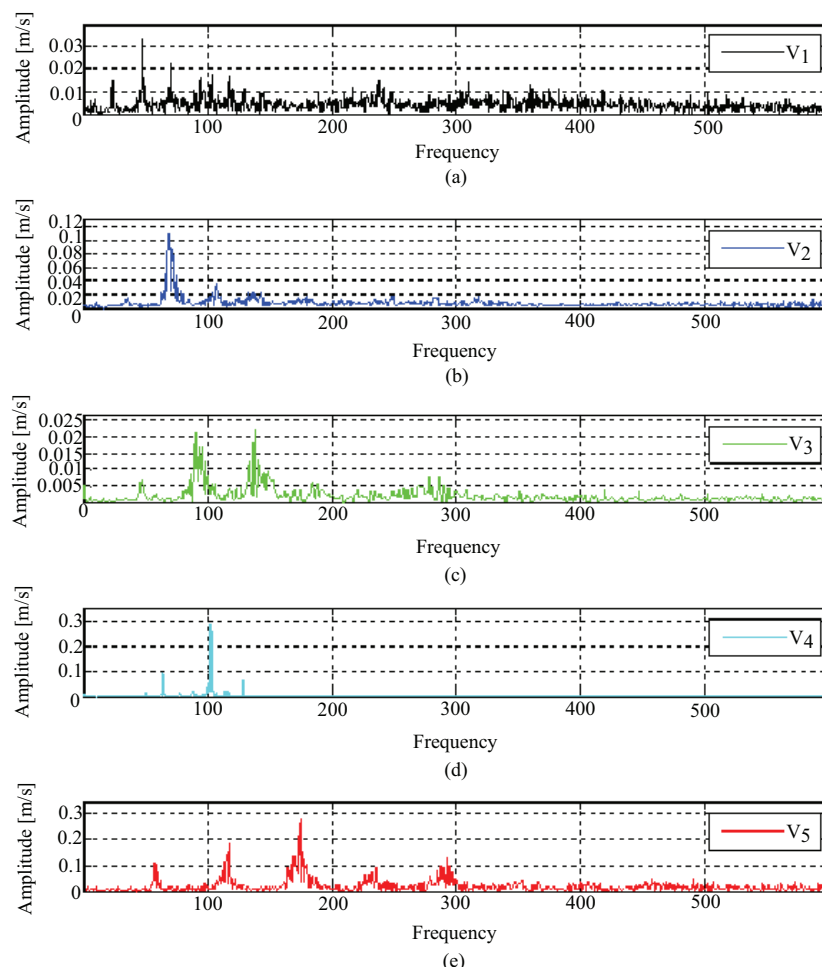 Amplitude [m/s]
0.03
0.02
0.01
0
100 200 300 400 500
V1
Frequency
(a)
Amplitude [m/s]
0.12
0.1
0.08
0.06
0.04
0.02
0
100 200 300 400 500
V2
Frequency
(b)
Amplitude [m/s]
0.025
0.02
0.015
0.01
0.005
0 100 200 300 400 500
V3
Frequency
(c)
Amplitude [m/s]
0.3
0.2
0.1
0
100 200 300 400 500
V4
Frequency
(d)
Amplitude [m/s]
0.3
0.2
0.1
0
100 200 300 400 500
V5
Frequency
(e)